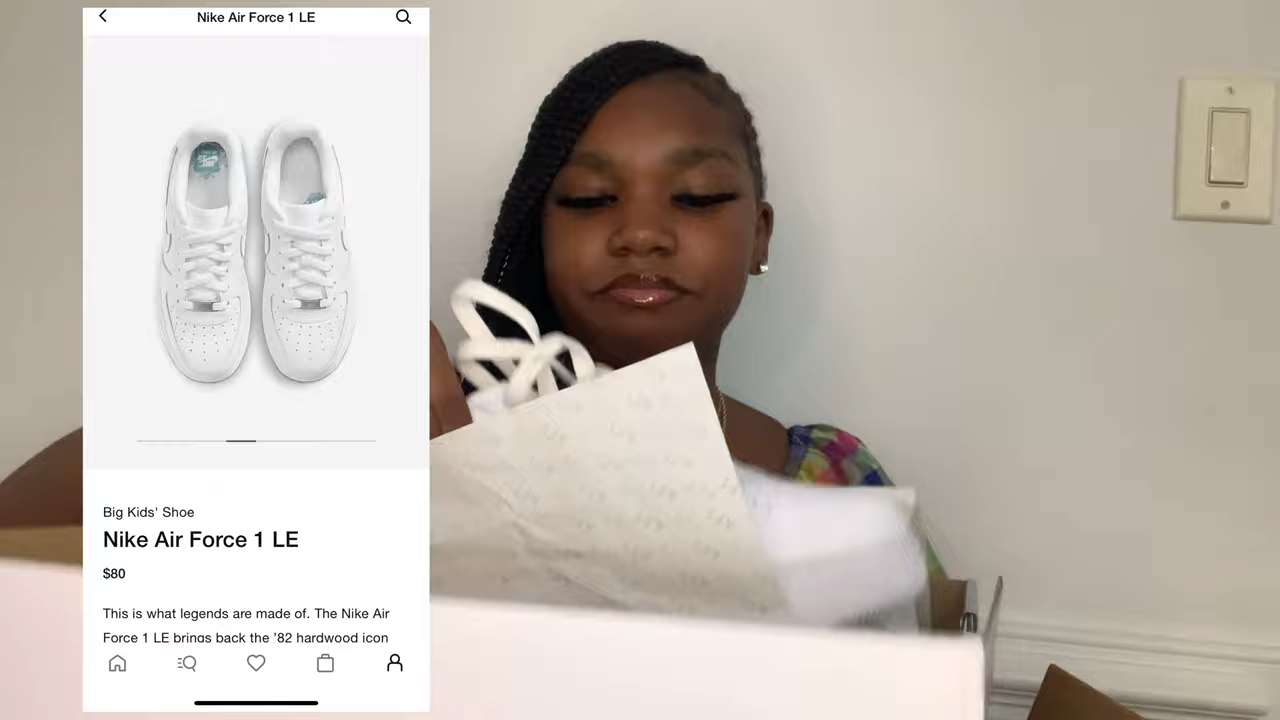 Nike Air Force 1 LE
Big Kids' Shoe
Nike Air Force 1 LE
$80
This is what legends are made of. The Nike Air
Force 1 LE brings back the '82 hardwood icon